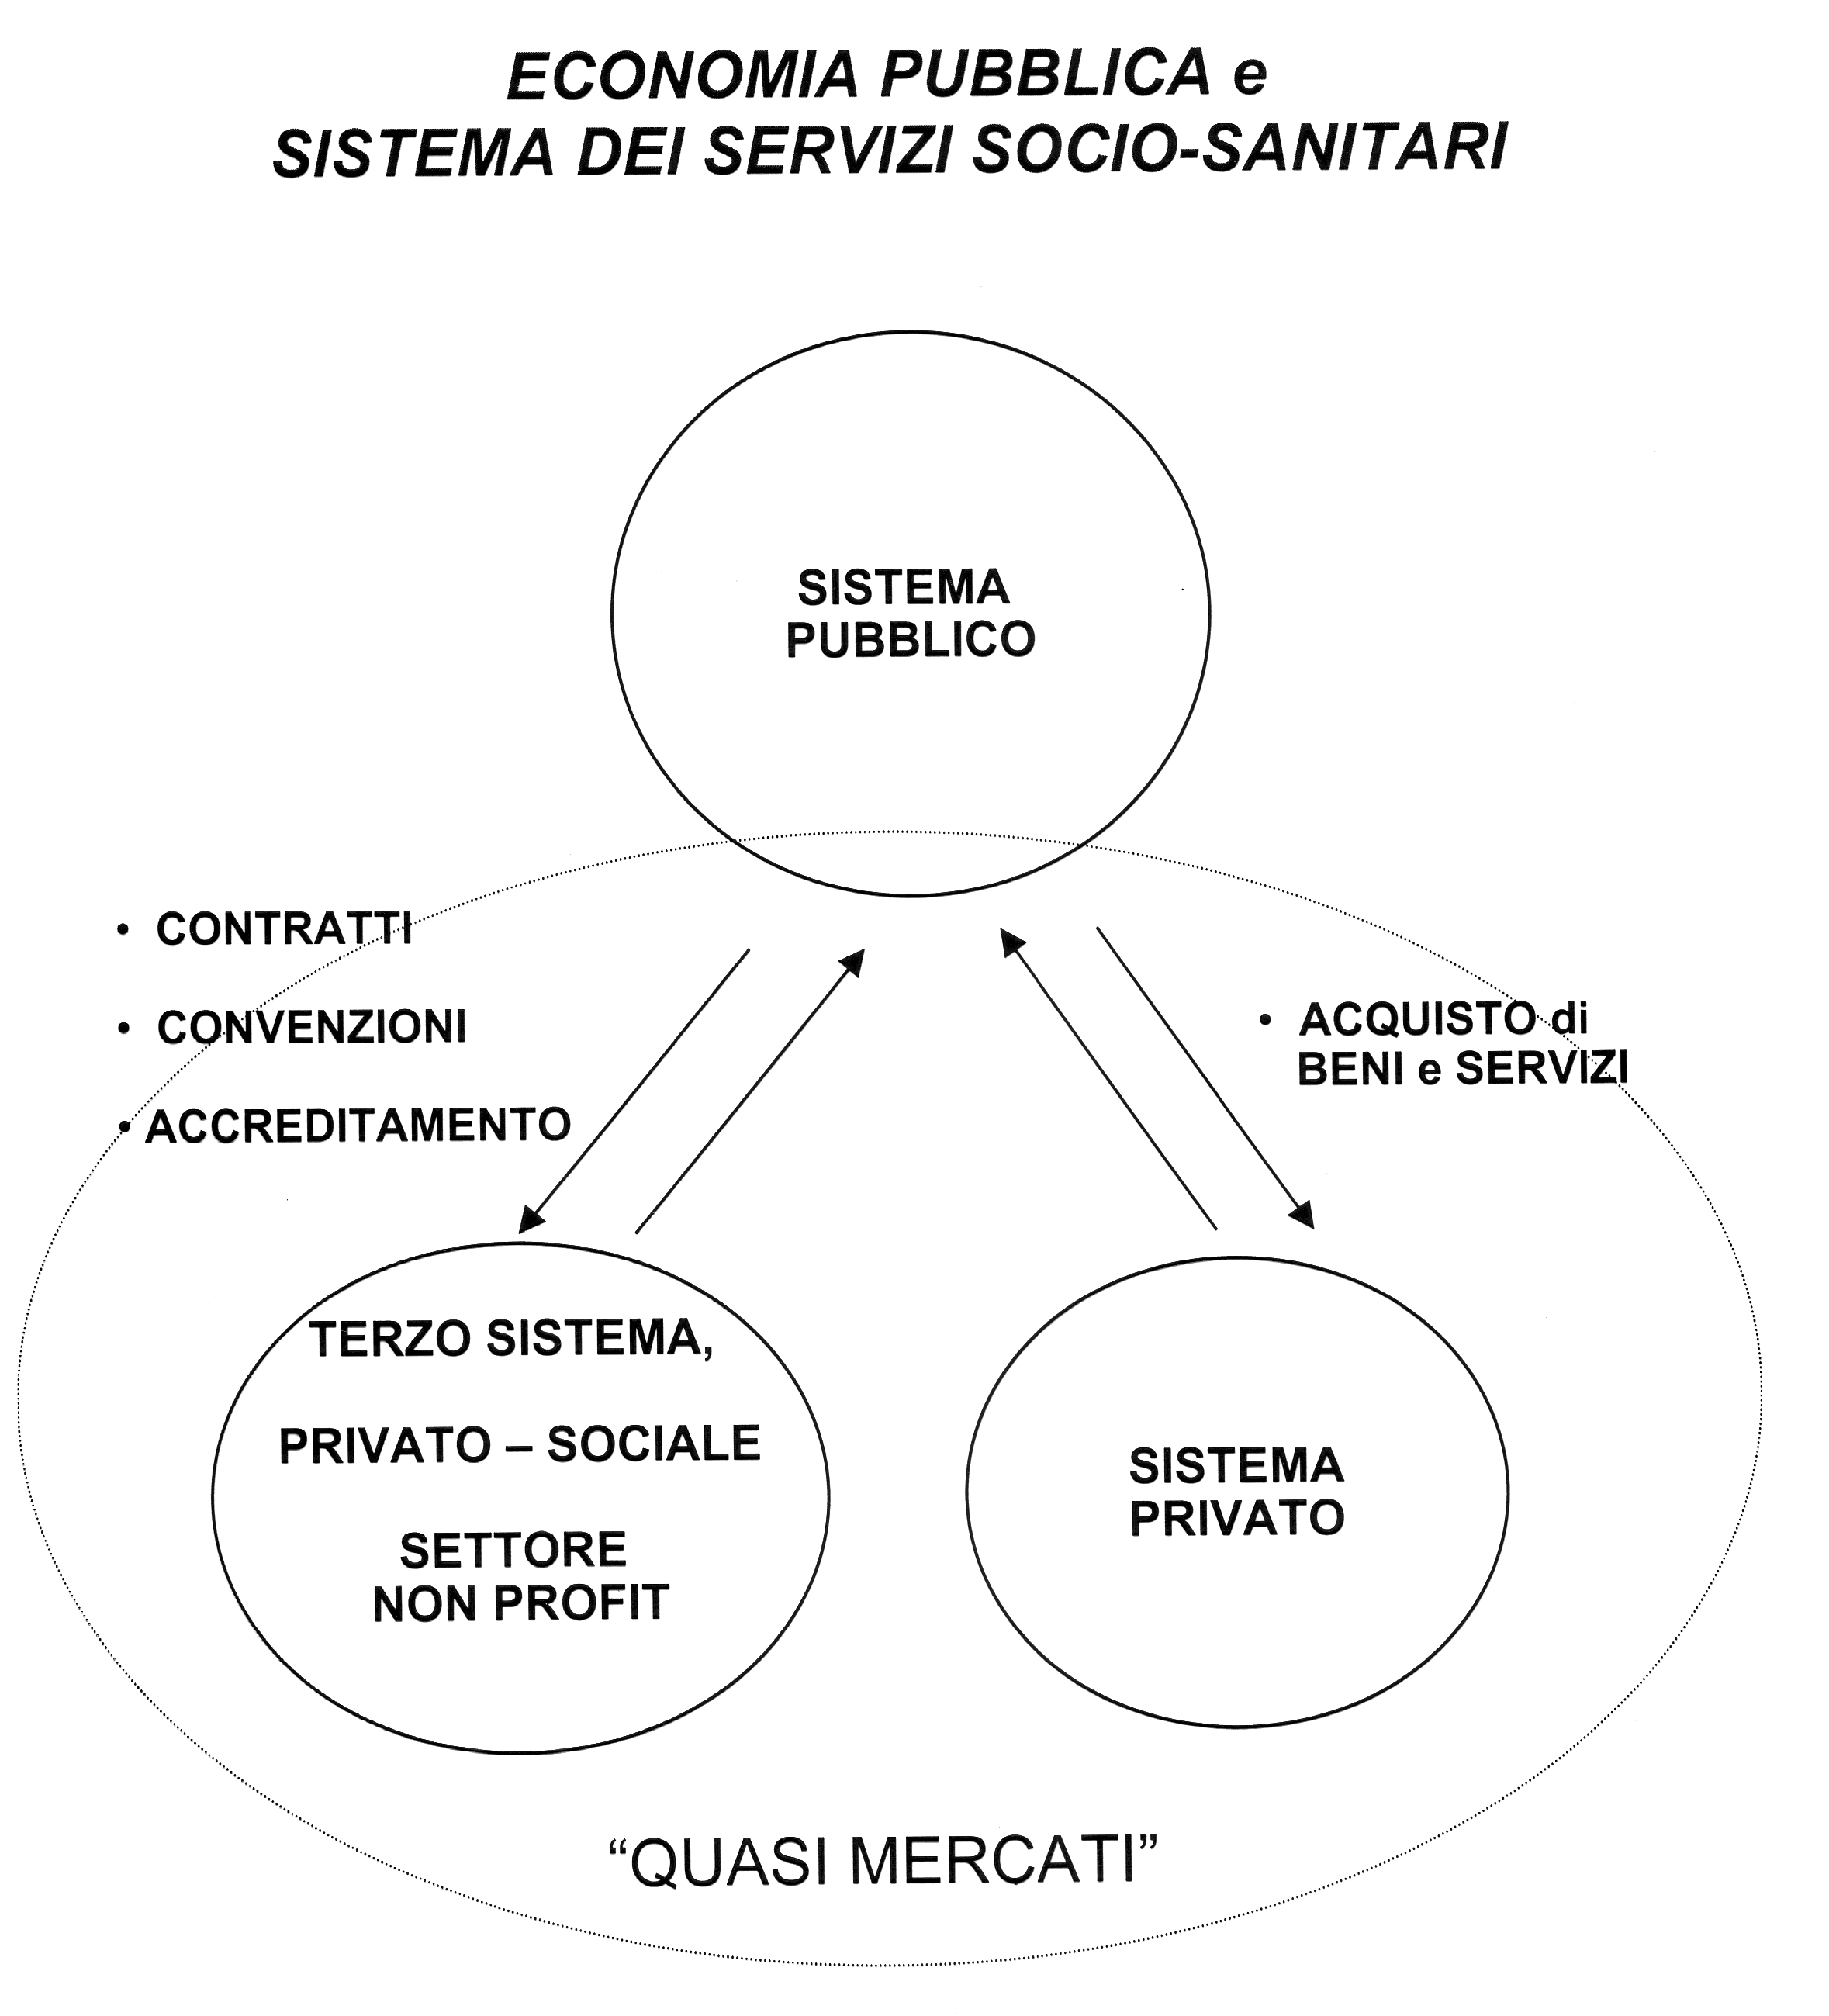 ECONOMIA PUBBLICA e
SISTEMA DEI SERVIZI SOCIO-SANITARI
SISTEMA
PUBBLICO
• CONTRATTI
• CONVENZIONI
• ACCREDITAMENTO
• ACQUISTO di
BENI e SERVIZI
TERZO SISTEMA,
PRIVATO – SOCIALE
SETTORE
NON PROFIT
SISTEMA
PRIVATO
“QUASI MERCATI”